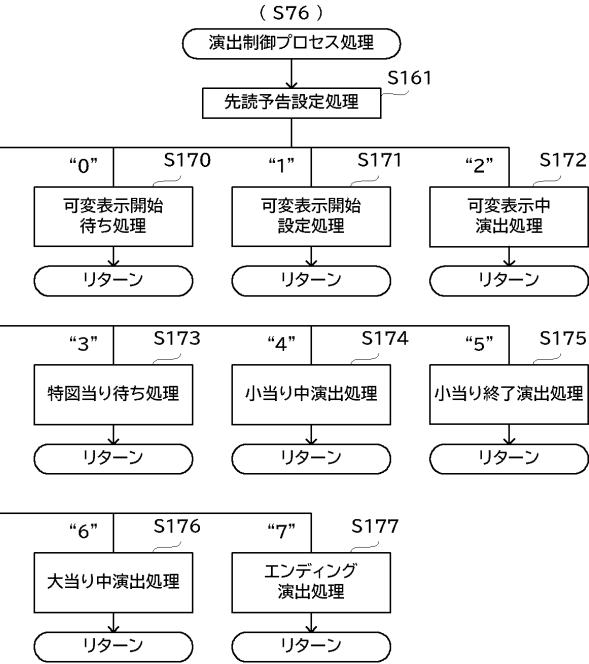 ( S76 )
演出制御プロセス処理
S161
先読予告設定処理
“0” S170 “1” S171 “2” S172
可変表示開始
待ち処理
可変表示開始
設定処理
可変表示中
演出処理
リターン リターン リターン
“3” S173 “4” S174 “5” S175
特図当り待ち処理 小当り中演出処理 小当り終了演出処理
リターン リターン リターン
“6” S176 “7” S177
大当り中演出処理
エンディング
演出処理
リターン リターン